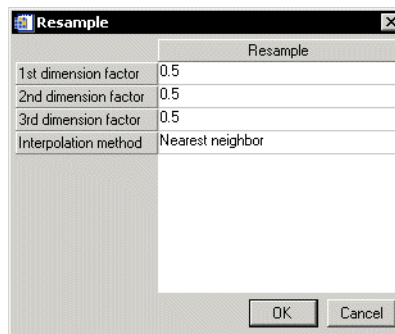 Resample
Resample
1st dimension factor 0.5
2nd dimension factor 0.5
3rd dimension factor 0.5
Interpolation method Nearest neighbor
OK Cancel